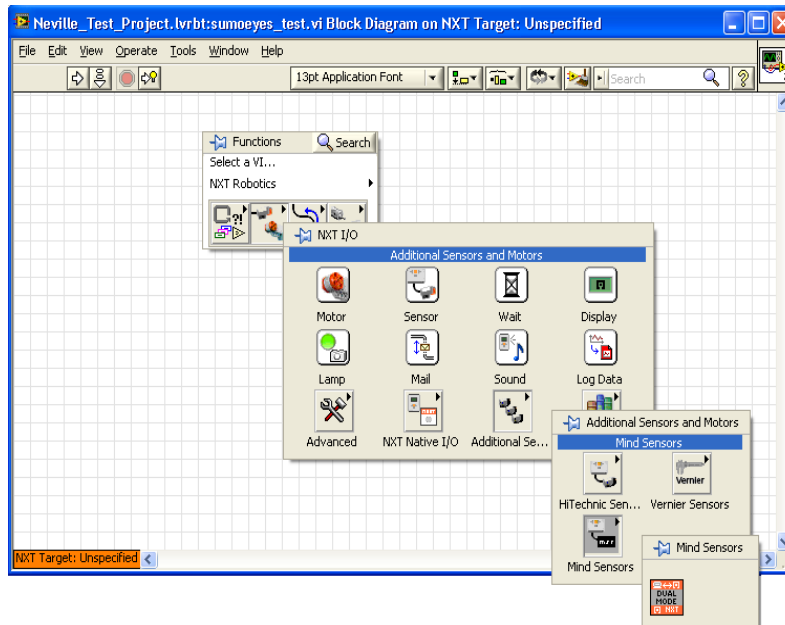 Neville_Test_Project.lvrbt:sumoeyes_test.vi Block Diagram on NXT Target: Unspecified
File Edit View Operate Tools Window Help
13pt Application Font Search ?
Functions Search
Select a VI...
NXT Robotics
?!
NXT I/O
Additional Sensors and Motors
Motor Sensor Wait Display
Lamp Mail Sound Log Data
Advanced NXT Native I/O Additional Se...
Additional Sensors and Motors
Mind Sensors
Vernier
HiTechnic Sen... Vernier Sensors
Mind Sensors
Mind Sensors
DUAL
MODE
NXT
NXT Target: Unspecified